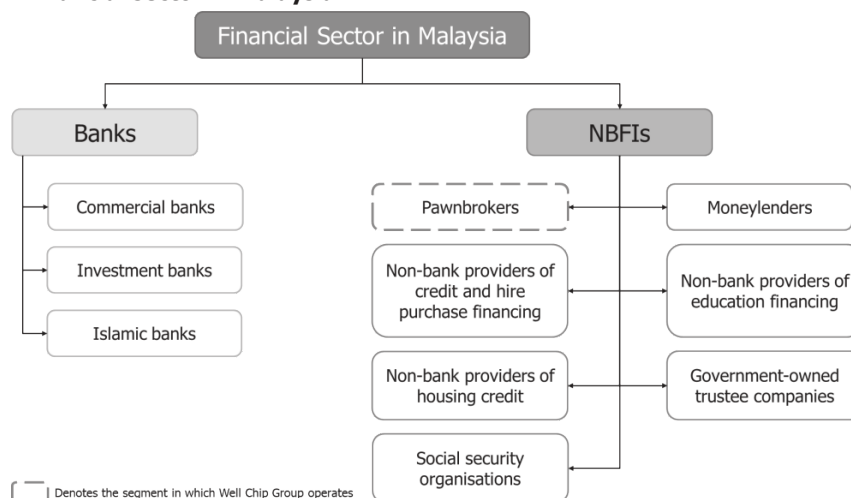 Financial Sector in Malaysia
Banks
NBFIs
Commercial banks
Investment banks
Islamic banks
Pawnbrokers
Moneylenders
Non-bank providers of
credit and hire
purchase financing
Non-bank providers of
education financing
Non-bank providers of
housing credit
Government-owned
trustee companies
Social security
organisations
Denotes the segment in which Well Chip Group operates